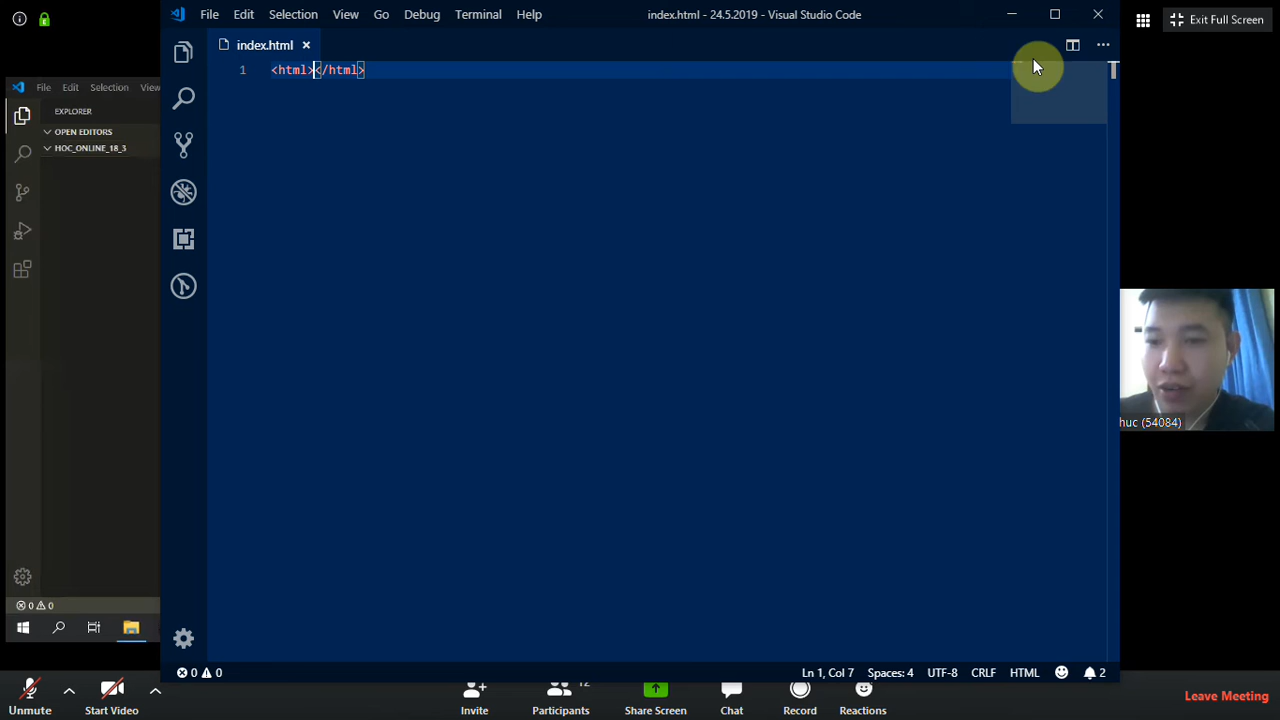 File Edit Selection View Go Debug Terminal Help
index.html - 24.5.2019 - Visual Studio Code
Exit Full Screen
index.html
1 <html></html>
File Edit Selection View
EXPLORER
OPEN EDITORS
HOC_ONLINE_18_3
huc (54084)
0 0
0 0
Ln 1, Col 7 Spaces: 4 UTF-8 CRLF HTML 2
12
Unmute Start Video Invite Participants Share Screen Chat Record Reactions Leave Meeting